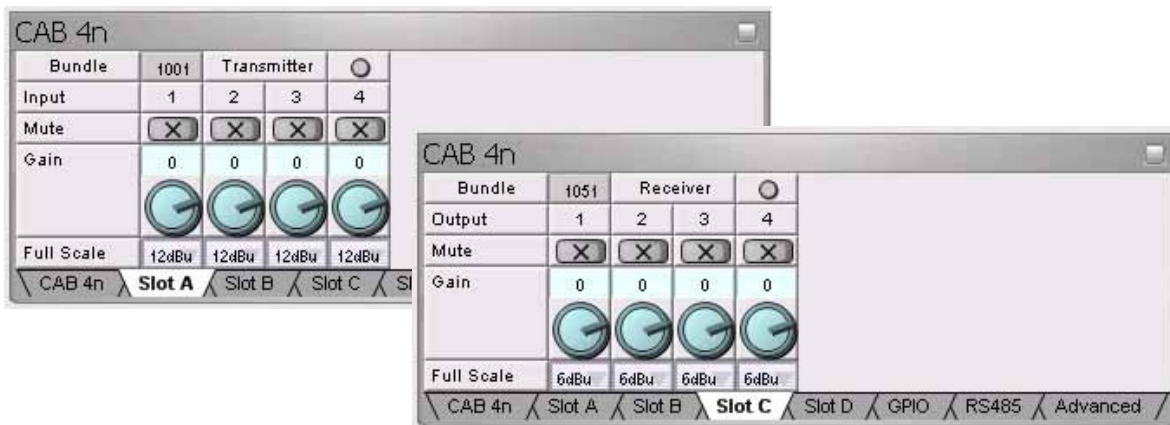 CAB 4n
Bundle 1001 Transmitter
Input 1 2 3 4
Mute X X X X
Gain 0 0 0 0
Full Scale 12dBu 12dBu 12dBu 12dBu
CAB 4n Slot A Slot B Slot C
CAB 4n
Bundle 1051 Receiver
Output 1 2 3 4
Mute X X X X
Gain 0 0 0 0
Full Scale 6dBu 6dBu 6dBu 6dBu
CAB 4n Slot A Slot B Slot C Slot D GPIO RS485 Advanced